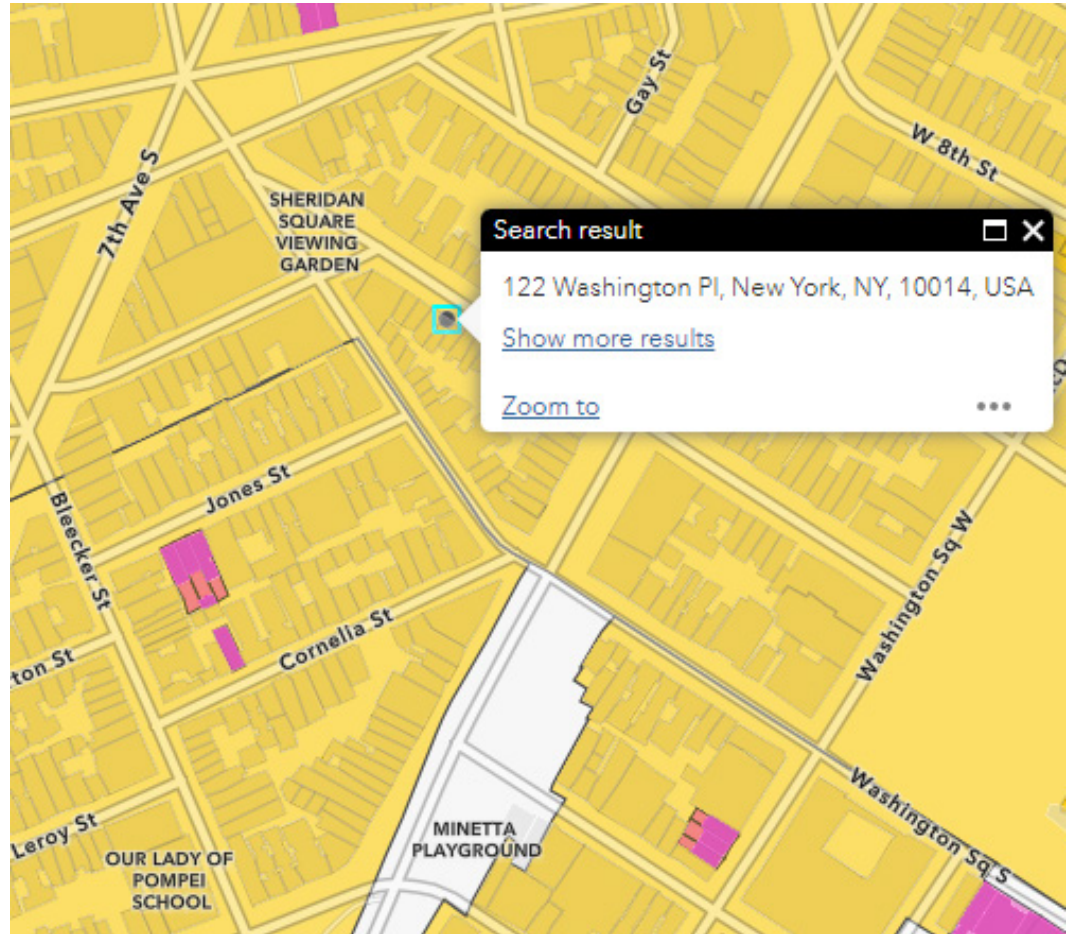 Gay St
W 8th St
7th Ave S
SHERIDAN
SQUARE
VIEWING
GARDEN
Search result
122 Washington Pl, New York, NY, 10014, USA
Show more results
Zoom to
Jones St
Bleecker St
Washington Sq W
Cornelia St
ton St
Washington Sq S
Leroy St
MINETTA
PLAYGROUND
OUR LADY OF
POMPEI
SCHOOL